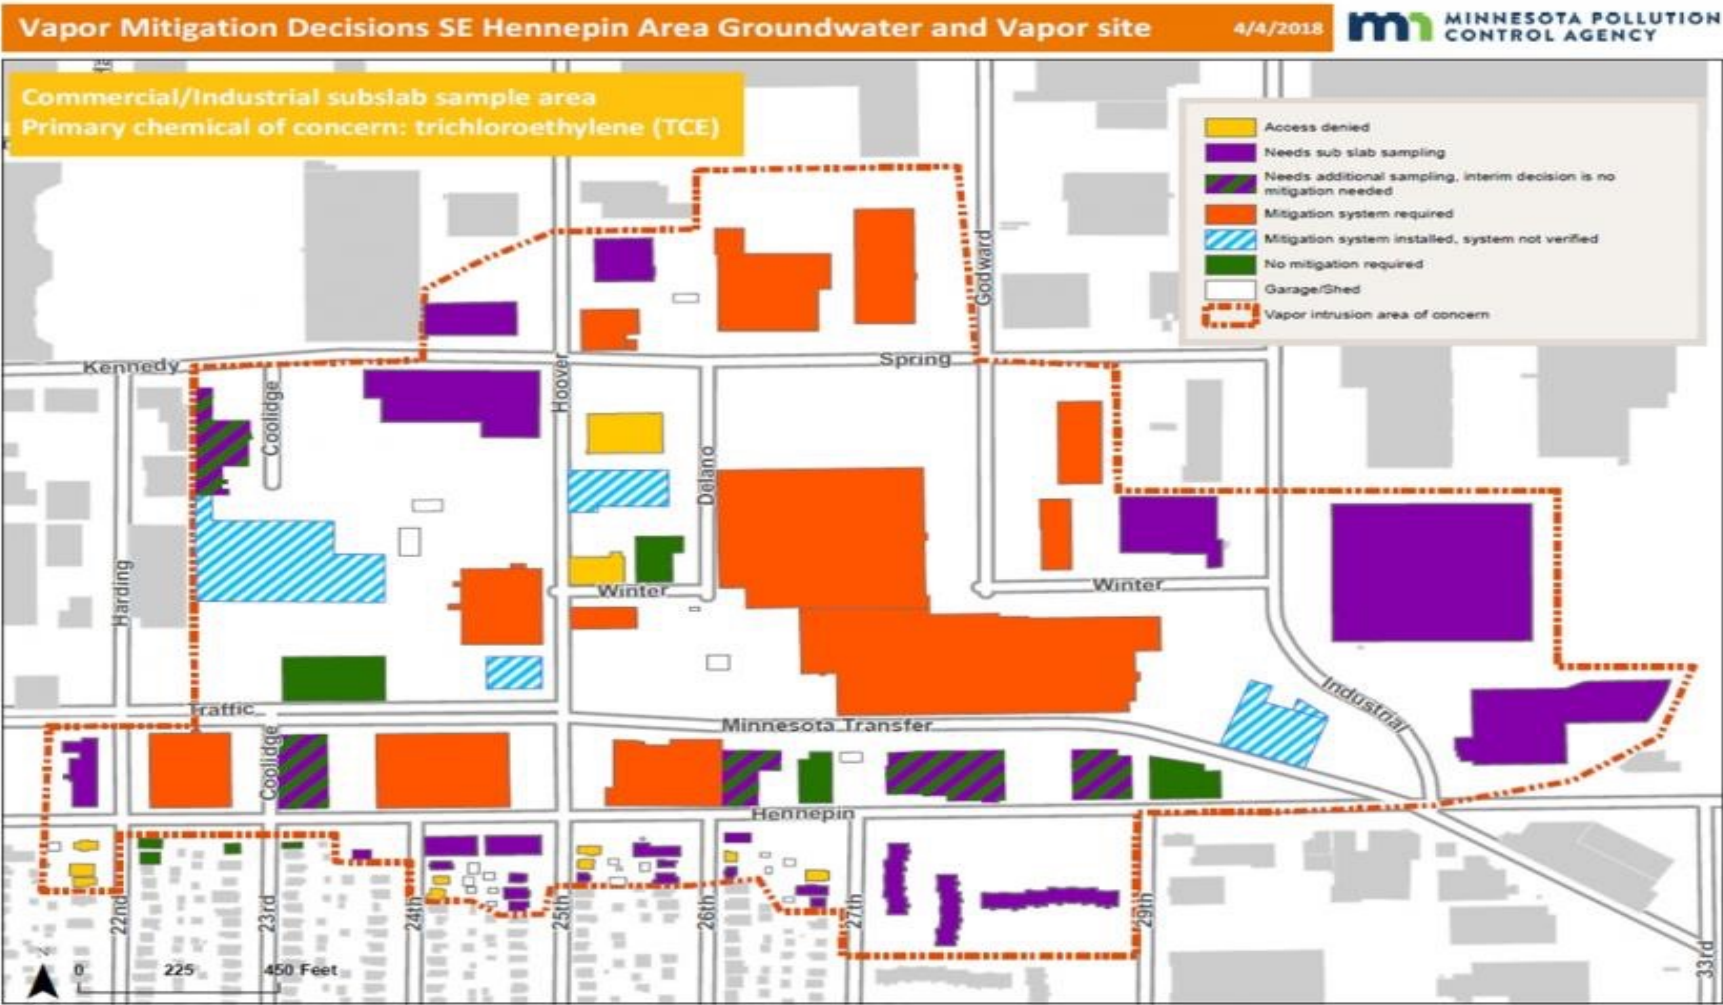 Vapor Mitigation Decisions SE Hennepin Area Groundwater and Vapor site
4/4/2018
MINNESOTA POLLUTION
CONTROL AGENCY
Commercial/Industrial subslab sample area
Primary chemical of concern: trichloroethylene (TCE)
Access denied
Needs sub slab sampling
Needs additional sampling, interim decision is no
mitigation needed
Mitigation system required
Mitigation system installed, system not verified
No mitigation required
Garage/Shed
Vapor intrusion area of concern
Godward
Kennedy
Hoover
Spring
Coolidge
Delano
Harding
Winter
Winter
Industrial
Traffic
Minnesota Transfer
Coolidge
Hennepin
22nd
23rd
24th
25th
26th
27th
29th
33rd
0 225 450 Feet